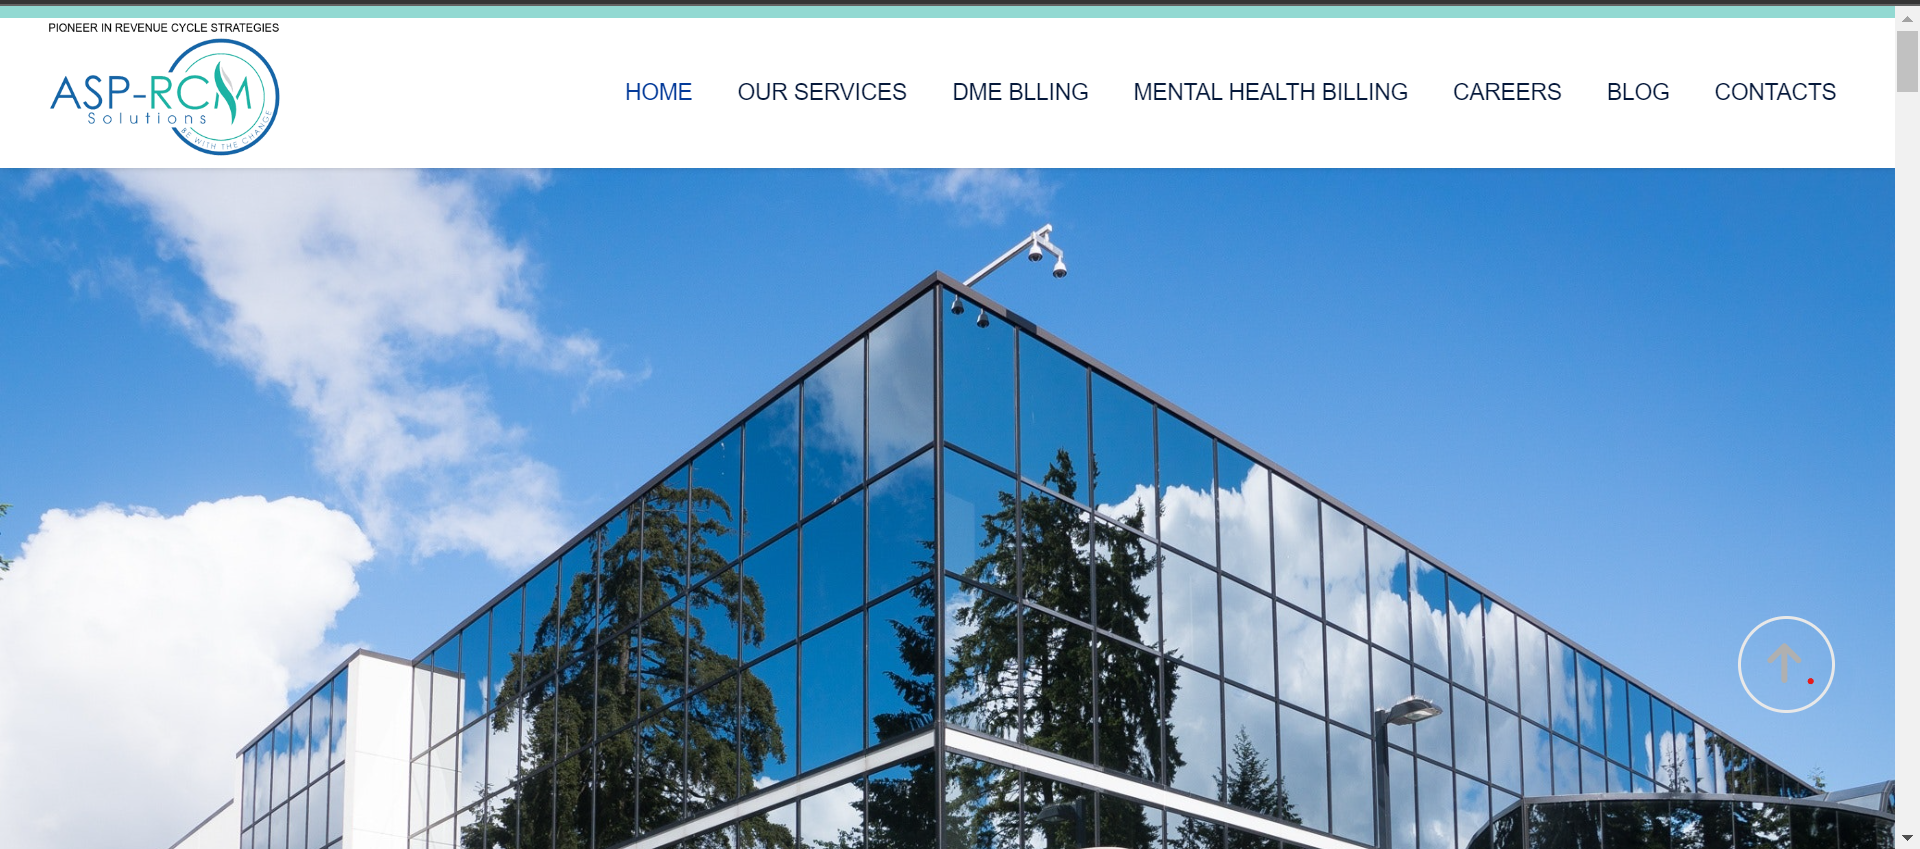 PIONEER IN REVENUE CYCLE STRATEGIES
ASP-RCM
Solutions
BE WITH THE CHANGE
HOME
OUR SERVICES
DME BLLING
MENTAL HEALTH BILLING
CAREERS
BLOG
CONTACTS